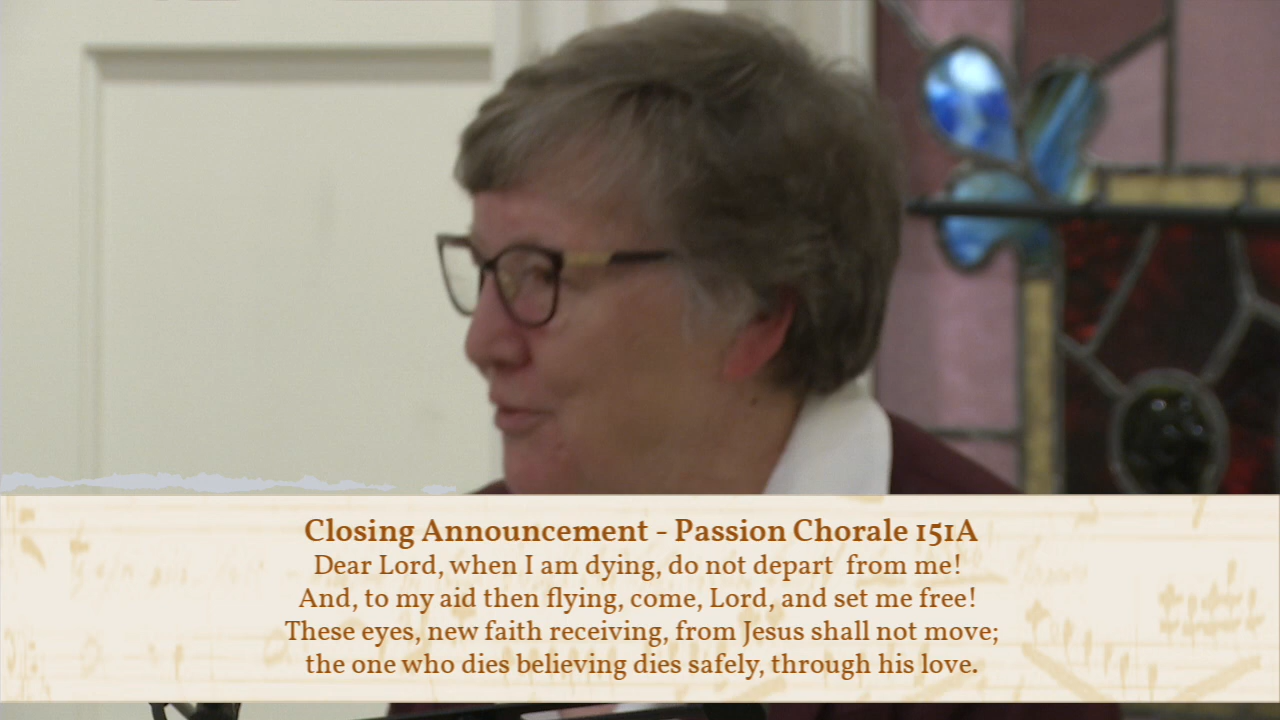 Closing Announcement - Passion Chorale 151A
Dear Lord, when I am dying, do not depart from me!
And, to my aid then flying, come, Lord, and set me free!
These eyes, new faith receiving, from Jesus shall not move;
the one who dies believing dies safely, through his love.